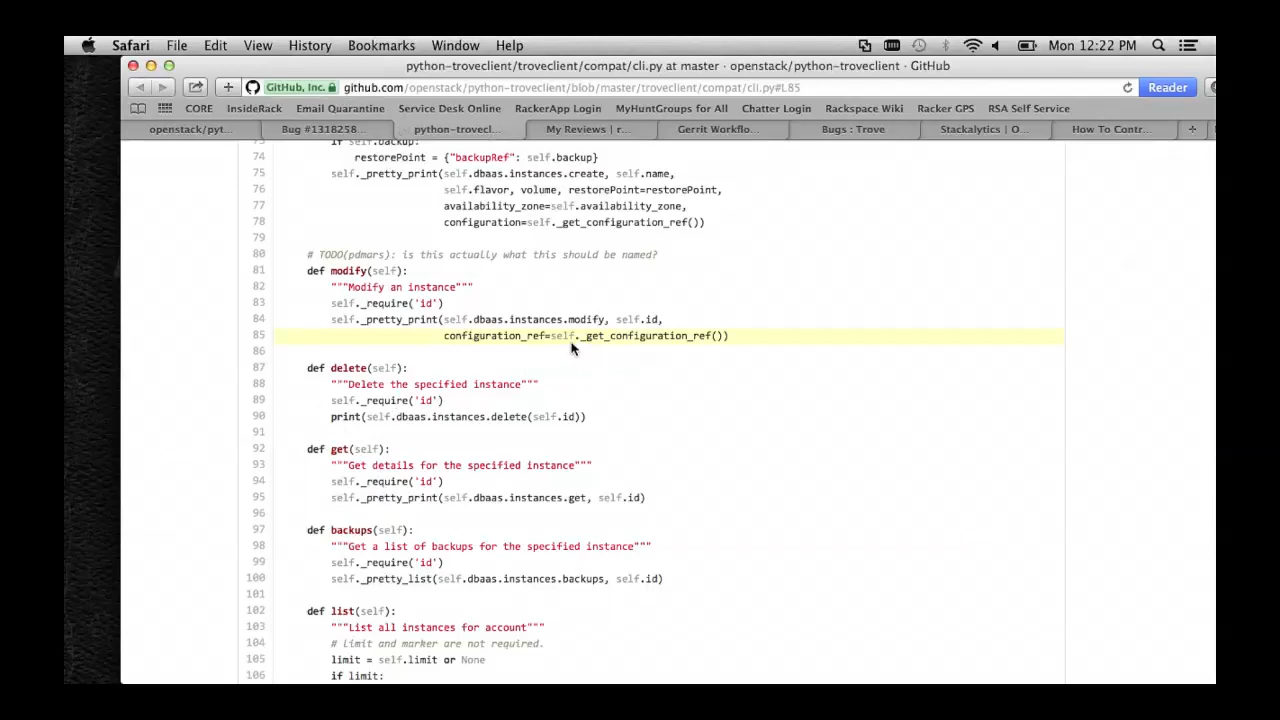 Safari File Edit View History Bookmarks Window Help Mon 12:22 PM
python-troveclient/troveclient/compat/cli.py at master · openstack/python-troveclient · GitHub
GitHub, Inc. github.com/openstack/python-troveclient/blob/master/troveclient/compat/cli.py#L85 Reader
CORE InsideRack Email Quarantine Service Desk Online RackerApp Login MyHuntGroups for All Chatter Login Rackspace Wiki Racker GPS RSA Self Service
openstack/pyt... Bug #1318258... python-trovecl... My Reviews | r... Gerrit Workflo... Bugs : Trove Stackalytics | O... How To Contr...
73 if self.backup:
74 restorePoint = {"backupRef": self.backup}
75 self._pretty_print(self.dbaas.instances.create, self.name,
76 self.flavor, volume, restorePoint=restorePoint,
77 availability_zone=self.availability_zone,
78 configuration=self._get_configuration_ref())
79
80 # TODO(pdmars): is this actually what this should be named?
81 def modify(self):
82 """Modify an instance"""
83 self._require('id')
84 self._pretty_print(self.dbaas.instances.modify, self.id,
85 configuration_ref=self._get_configuration_ref())
86
87 def delete(self):
88 """Delete the specified instance"""
89 self._require('id')
90 print(self.dbaas.instances.delete(self.id))
91
92 def get(self):
93 """Get details for the specified instance"""
94 self._require('id')
95 self._pretty_print(self.dbaas.instances.get, self.id)
96
97 def backups(self):
98 """Get a list of backups for the specified instance"""
99 self._require('id')
100 self._pretty_list(self.dbaas.instances.backups, self.id)
101
102 def list(self):
103 """List all instances for account"""
104 # limit and marker are not required.
105 limit = self.limit or None
106 if limit: